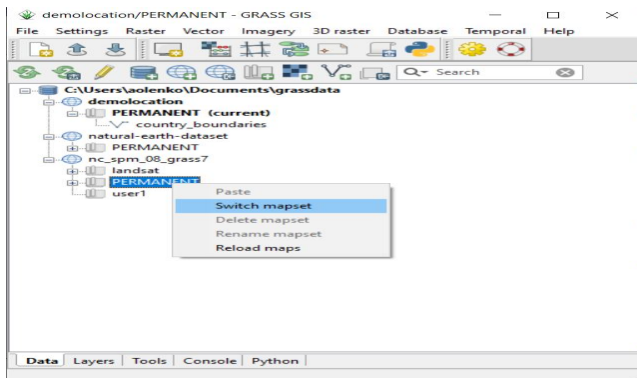 demolocation/PERMANENT - GRASS GIS
File Settings Raster Vector Imagery 3D raster Database Temporal Help
Search
C:\Users\aolenko\Documents\grassdata
demolocation
PERMANENT (current)
country_boundaries
natural-earth-dataset
PERMANENT
nc_spm_08_grass7
landsat
PERMANENT
user1
Paste
Switch mapset
Delete mapset
Rename mapset
Reload maps
Data Layers Tools Console Python